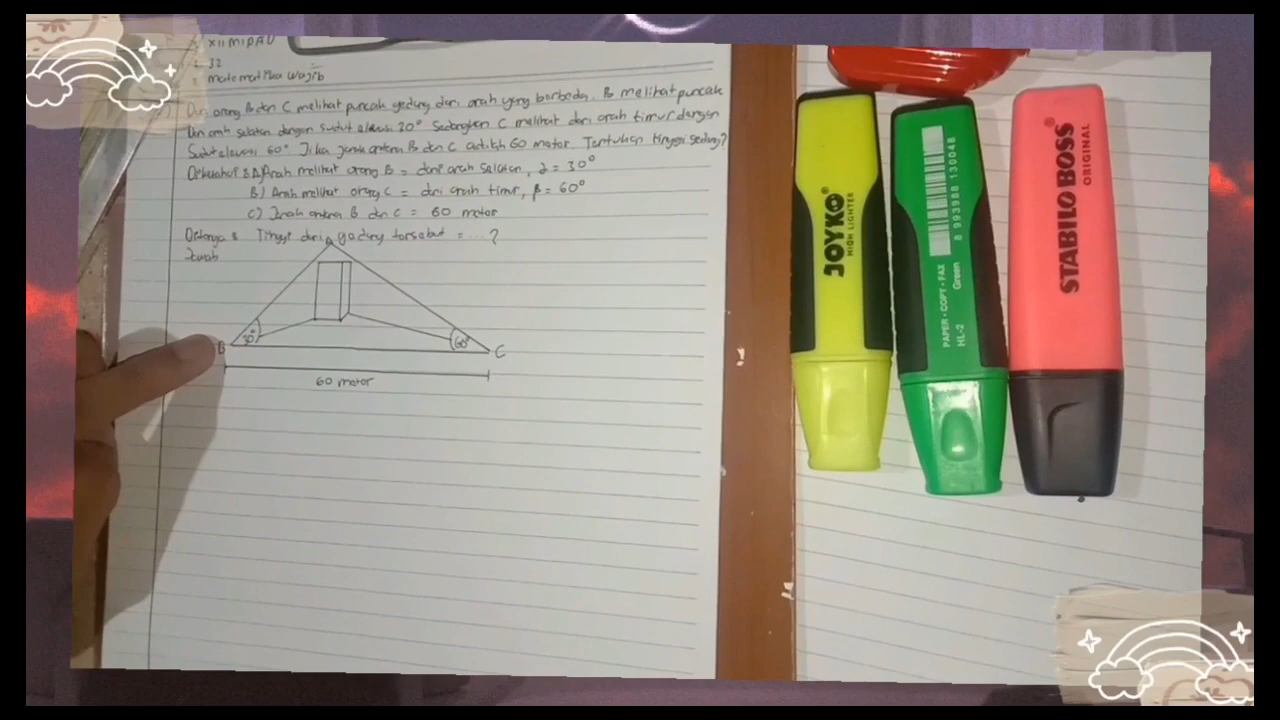 XII MIPA U
32
matematika wajib
Dua orang B dan C melihat puncak gedung dari arah yang berbeda. B melihat puncak
Dari arah selatan dengan sudut elevasi 30° Sedangkan C melihat dari arah timur dengan
Sudut elevasi 60° Jika jarak antara B dan C adalah 60 meter. Tentukan tinggi gedung?
Diketahui : A) Arah melihat orang B = dari arah selatan, α = 30°
B) Arah melihat orang C = dari arah timur, β = 60°
C) Jarak antara B dan C = 60 meter
Ditanya : Tinggi dari gedung tersebut = ... ?
Jawab
A
30°
60°
B
C
60 meter
JOYKO®
HIGH LIGHTER
PAPER・COPY・FAX
HL-2
Green
8 993988 130048
STABILO BOSS®
ORIGINAL